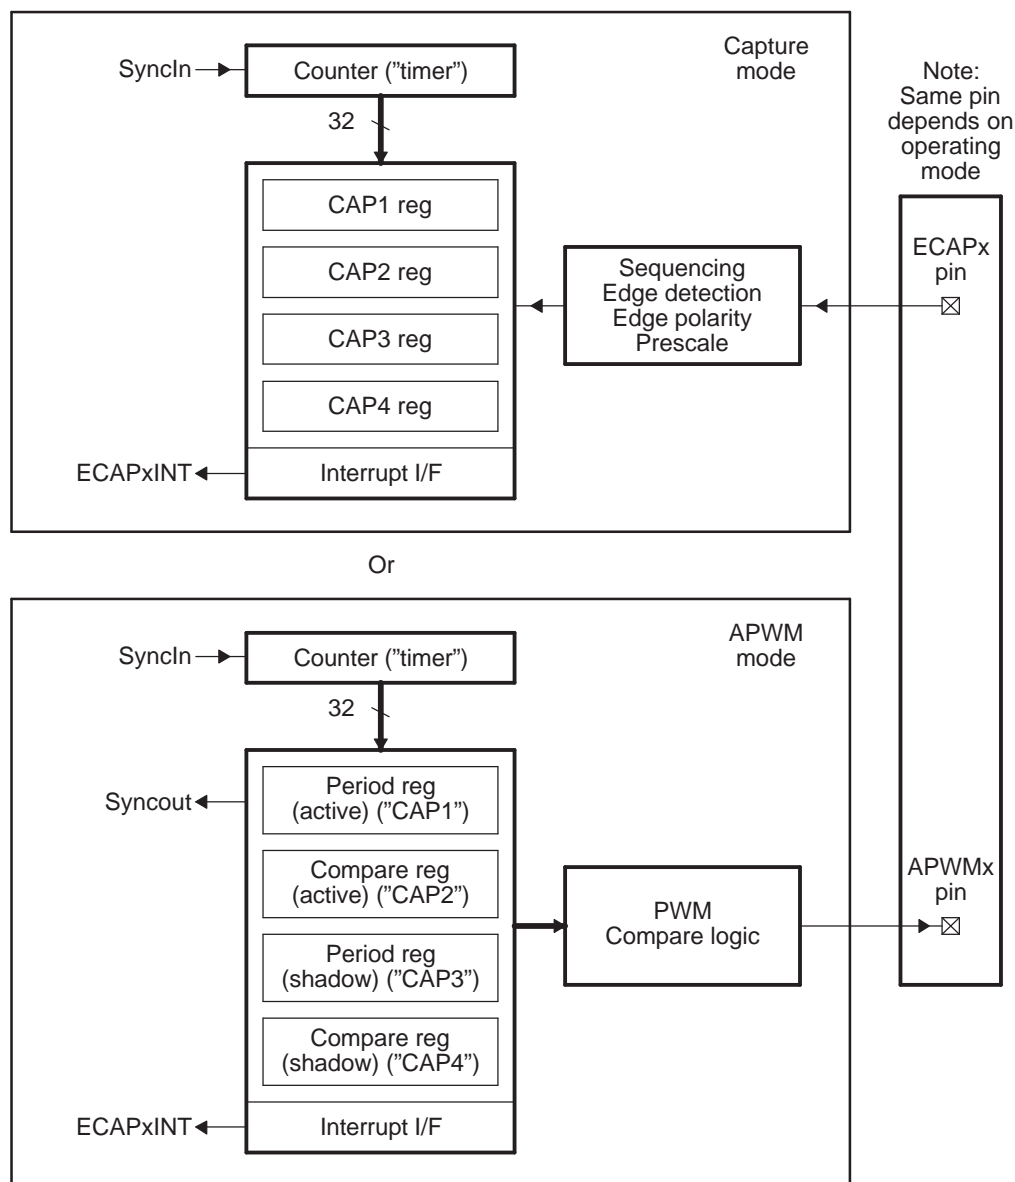 Capture
mode
SyncIn
Counter ("timer")
32
CAP1 reg
CAP2 reg
CAP3 reg
CAP4 reg
Interrupt I/F
ECAPxINT
Sequencing
Edge detection
Edge polarity
Prescale
Note:
Same pin
depends on
operating
mode
ECAPx
pin
Or
APWM
mode
SyncIn
Counter ("timer")
32
Syncout
Period reg
(active) ("CAP1")
Compare reg
(active) ("CAP2")
Period reg
(shadow) ("CAP3")
Compare reg
(shadow) ("CAP4")
Interrupt I/F
ECAPxINT
PWM
Compare logic
APWMx
pin